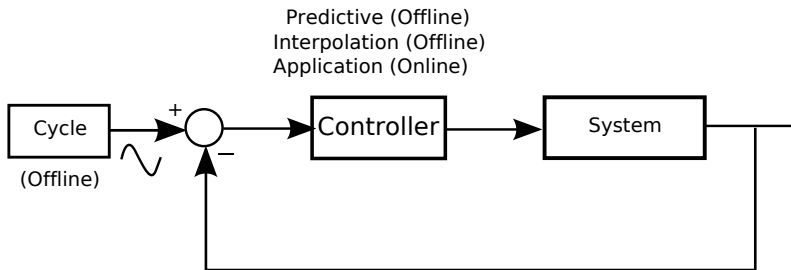 Predictive (Offline)
Interpolation (Offline)
Application (Online)
Cycle
+
−
Controller
System
(Offline)